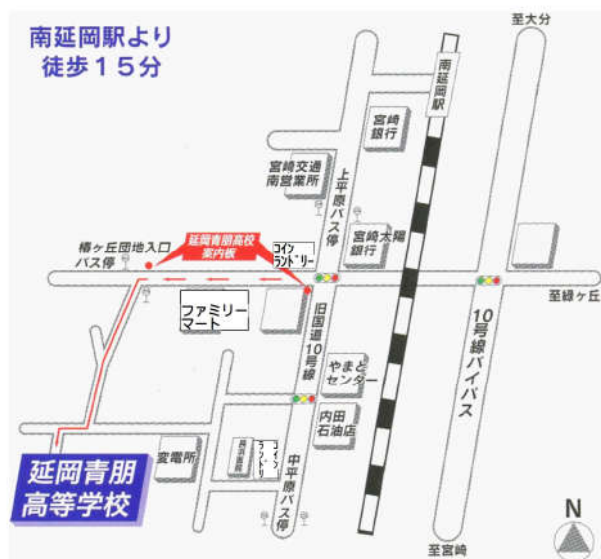 南延岡駅より
徒歩15分
至大分
南延岡駅
宮崎
銀行
宮崎交通
南営業所
上平原バス停
宮崎太陽
銀行
延岡青朋高校
案内板
コイン
ランドリー
椿ヶ丘団地入口
バス停
ファミリー
マート
旧国道10号線
10号線バイパス
至緑ヶ丘
やまと
センター
内田
石油店
変電所
コイン
ランドリ
中平原バス停
延岡青朋
高等学校
至宮崎
N